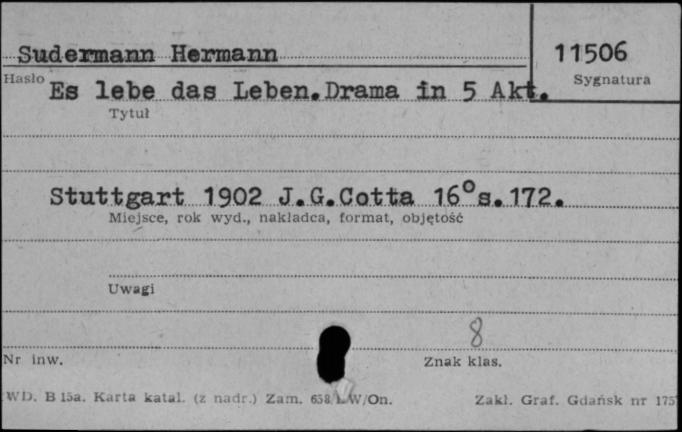 Sudermann Hermann
11506
Hasło
Sygnatura
Es lebe das Leben. Drama in 5 Akt.
Tytuł
Stuttgart 1902 J.G.Cotta 16° s.172.
Miejsce, rok wyd., nakładca, format, objętość
Uwagi
8
Nr inw.
Znak klas.
WD. B 15a. Karta katal. (z nadr.) Zam. 658/L W/On.
Zakł. Graf. Gdańsk nr 175